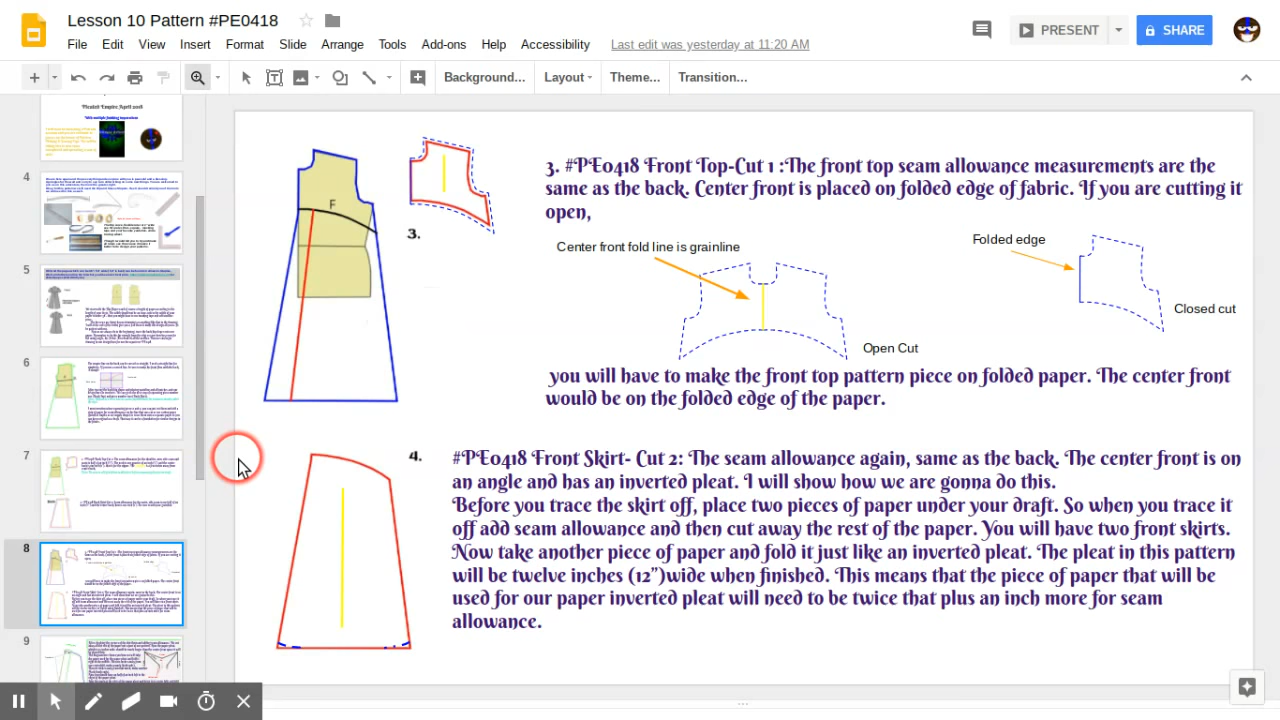 Lesson 10 Pattern #PE0418
File Edit View Insert Format Slide Arrange Tools Add-ons Help Accessibility Last edit was yesterday at 11:20 AM
PRESENT
SHARE
Background... Layout Theme... Transition...
4
5
6
7
8
9
F
3.
3. #PE0418 Front Top-Cut 1 :The front top seam allowance measurements are the
same as the back. Center front is placed on folded edge of fabric. If you are cutting it
open,
Center front fold line is grainline
Folded edge
Closed cut
Open Cut
you will have to make the front top pattern piece on folded paper. The center front
would be on the folded edge of the paper.
4.
#PE0418 Front Skirt- Cut 2: The seam allowance again, same as the back. The center front is on
an angle and has an inverted pleat. I will show how we are gonna do this.
Before you trace the skirt off, place two pieces of paper under your draft. So when you trace it
off add seam allowance and then cut away the rest of the paper. You will have two front skirts.
Now take another piece of paper and fold it just like an inverted pleat. The pleat in this pattern
will be twelve inches (12")wide when finished. This means that the piece of paper that will be
used for our paper inverted pleat will need to be twice that plus an inch more for seam
allowance.